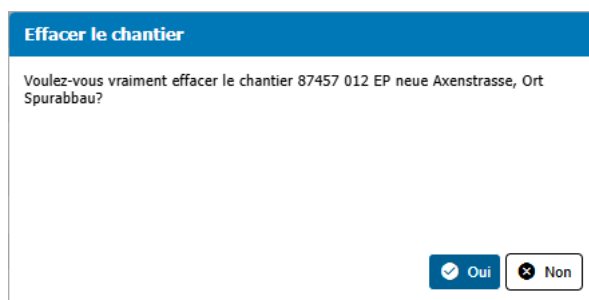 Effacer le chantier
Voulez-vous vraiment effacer le chantier 87457 012 EP neue Axenstrasse, Ort
Spurabbau?
Oui
Non